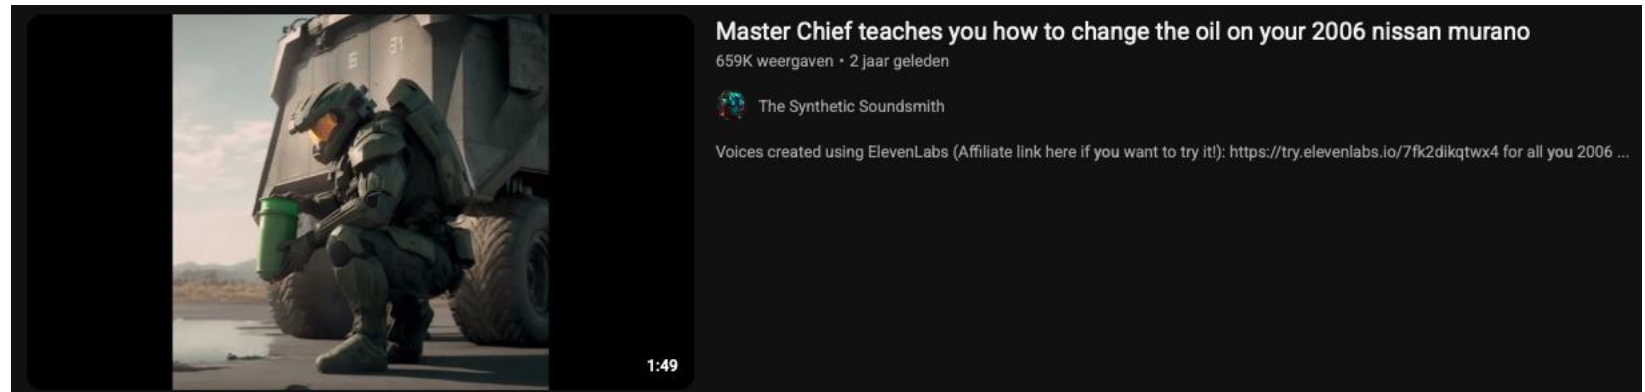 Master Chief teaches you how to change the oil on your 2006 nissan murano
659K weergaven • 2 jaar geleden
The Synthetic Soundsmith
Voices created using ElevenLabs (Affiliate link here if you want to try it!): https://try.elevenlabs.io/7fk2dikqtwx4 for all you 2006 ...
1:49